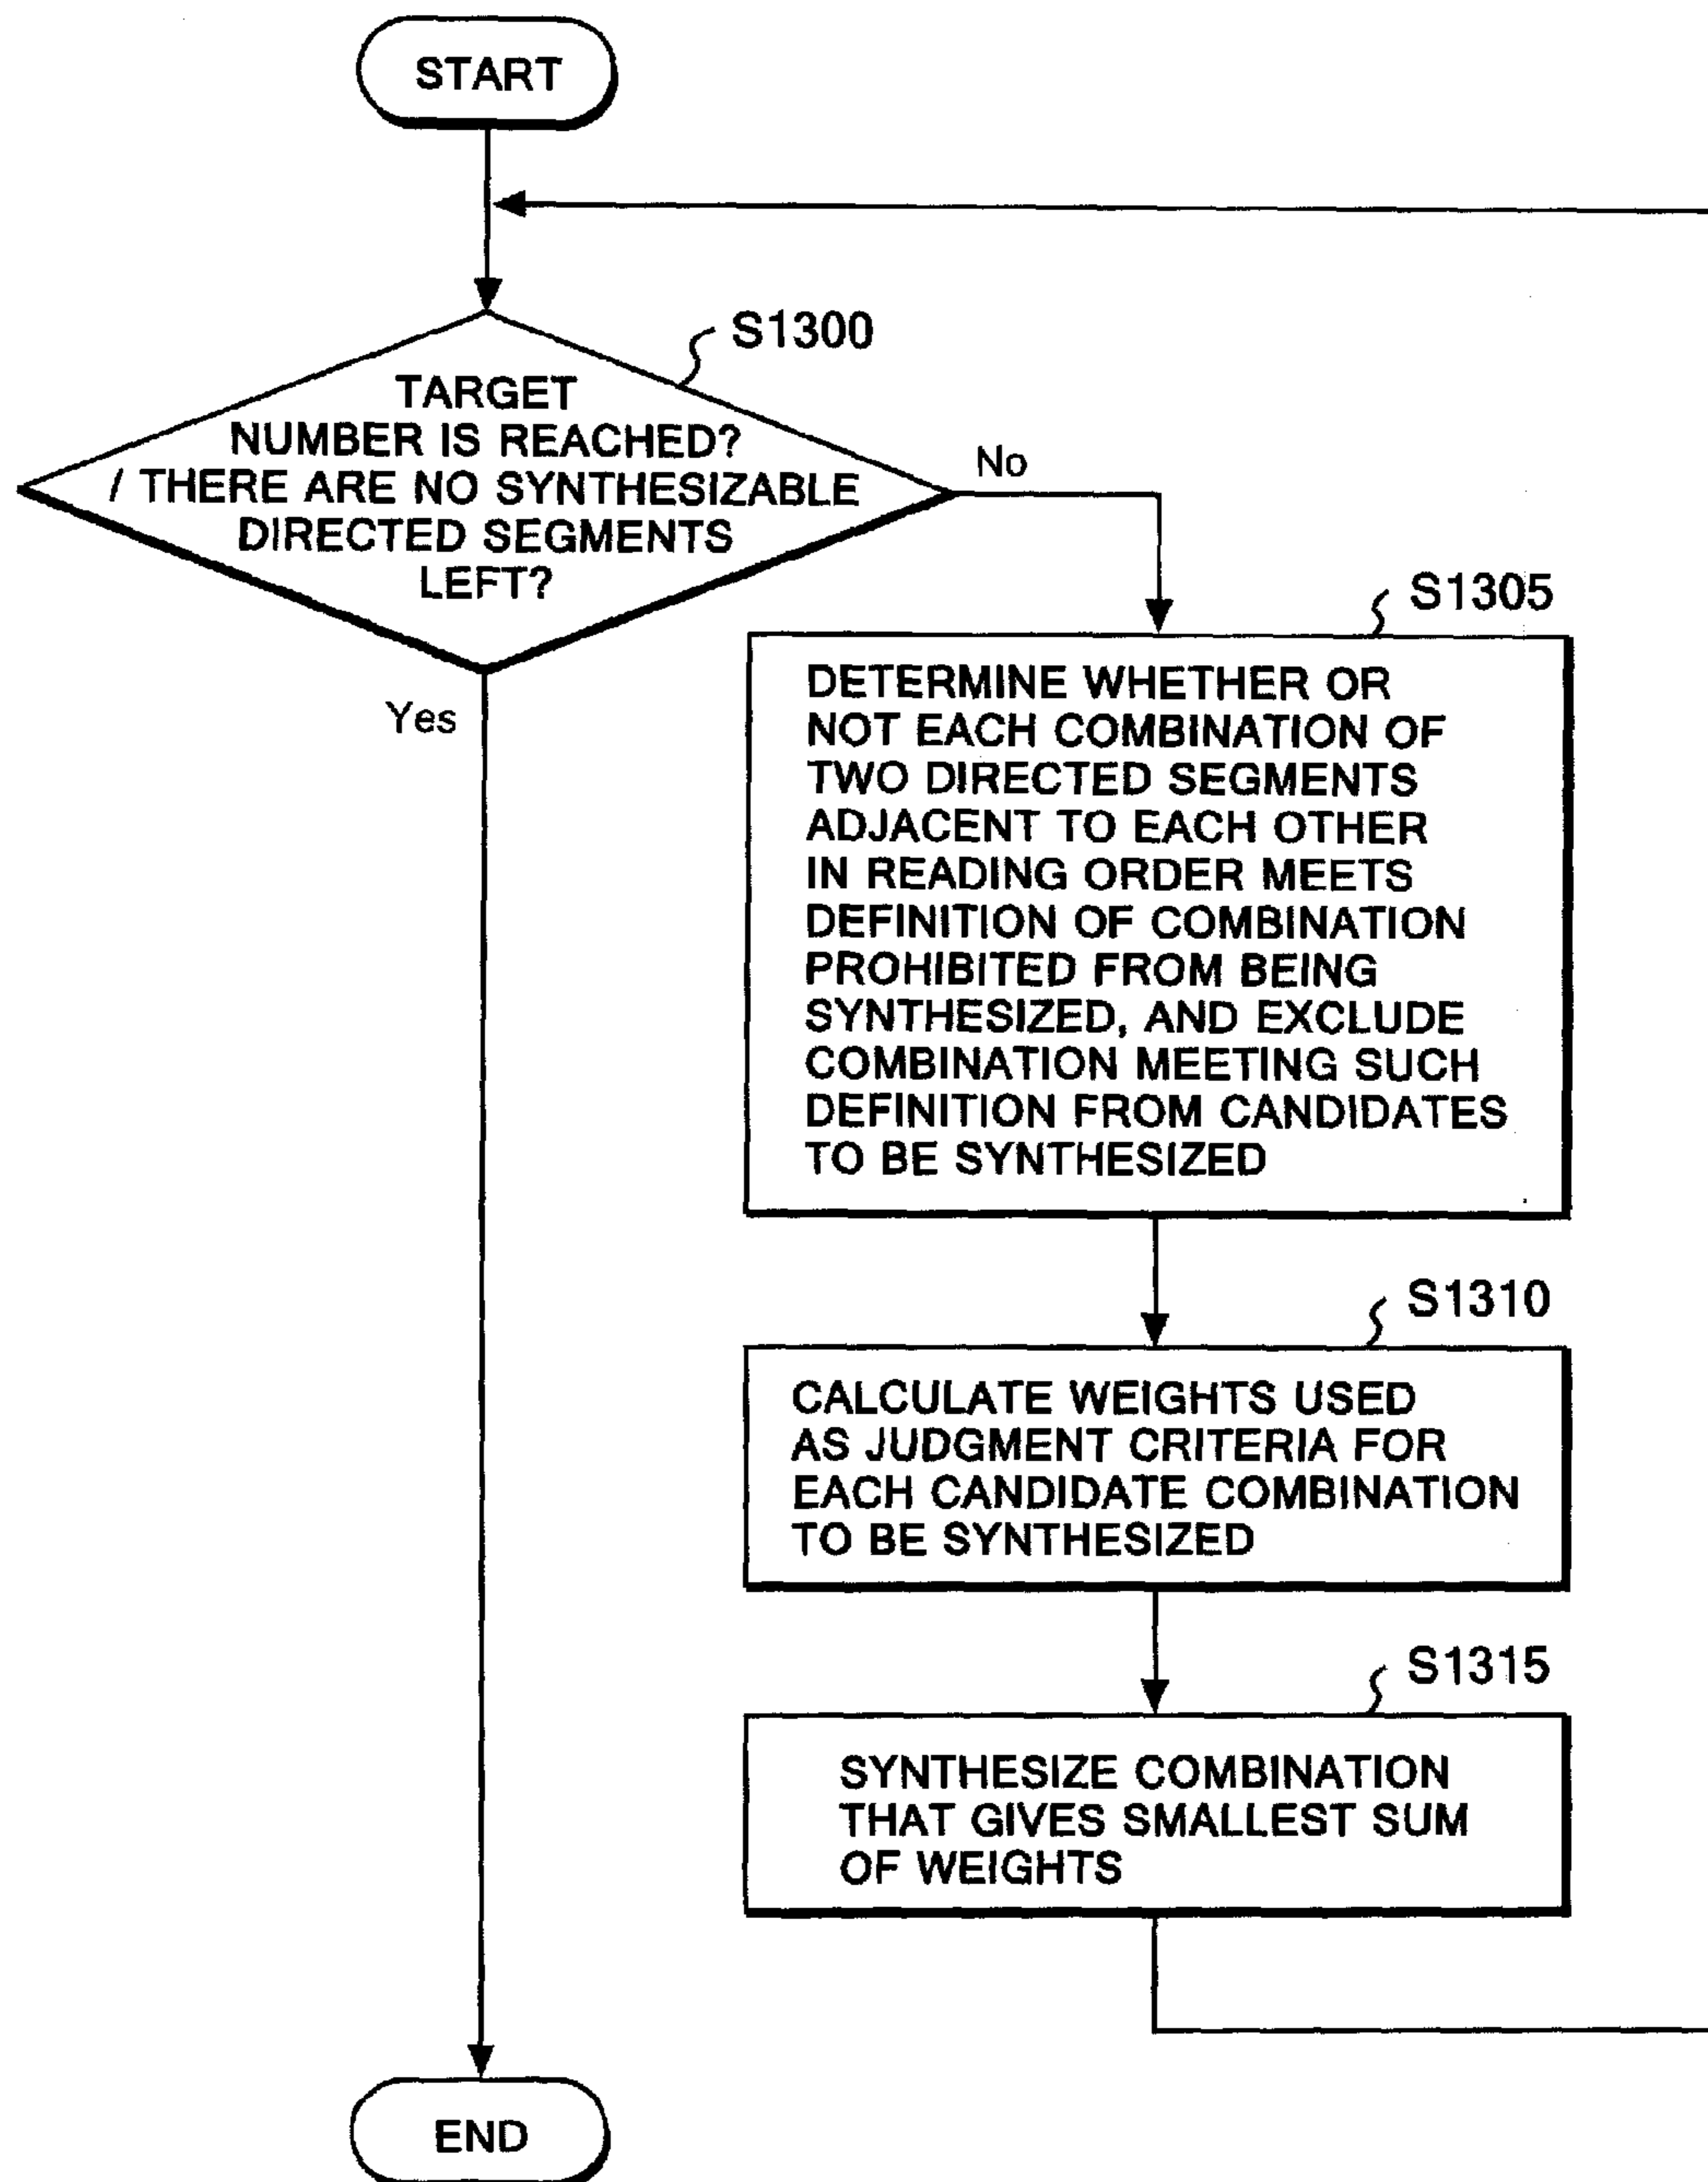 START
S1300
TARGET
NUMBER IS REACHED?
/ THERE ARE NO SYNTHESIZABLE
DIRECTED SEGMENTS
LEFT?
No
Yes
S1305
DETERMINE WHETHER OR
NOT EACH COMBINATION OF
TWO DIRECTED SEGMENTS
ADJACENT TO EACH OTHER
IN READING ORDER MEETS
DEFINITION OF COMBINATION
PROHIBITED FROM BEING
SYNTHESIZED, AND EXCLUDE
COMBINATION MEETING SUCH
DEFINITION FROM CANDIDATES
TO BE SYNTHESIZED
S1310
CALCULATE WEIGHTS USED
AS JUDGMENT CRITERIA FOR
EACH CANDIDATE COMBINATION
TO BE SYNTHESIZED
S1315
SYNTHESIZE COMBINATION
THAT GIVES SMALLEST SUM
OF WEIGHTS
END